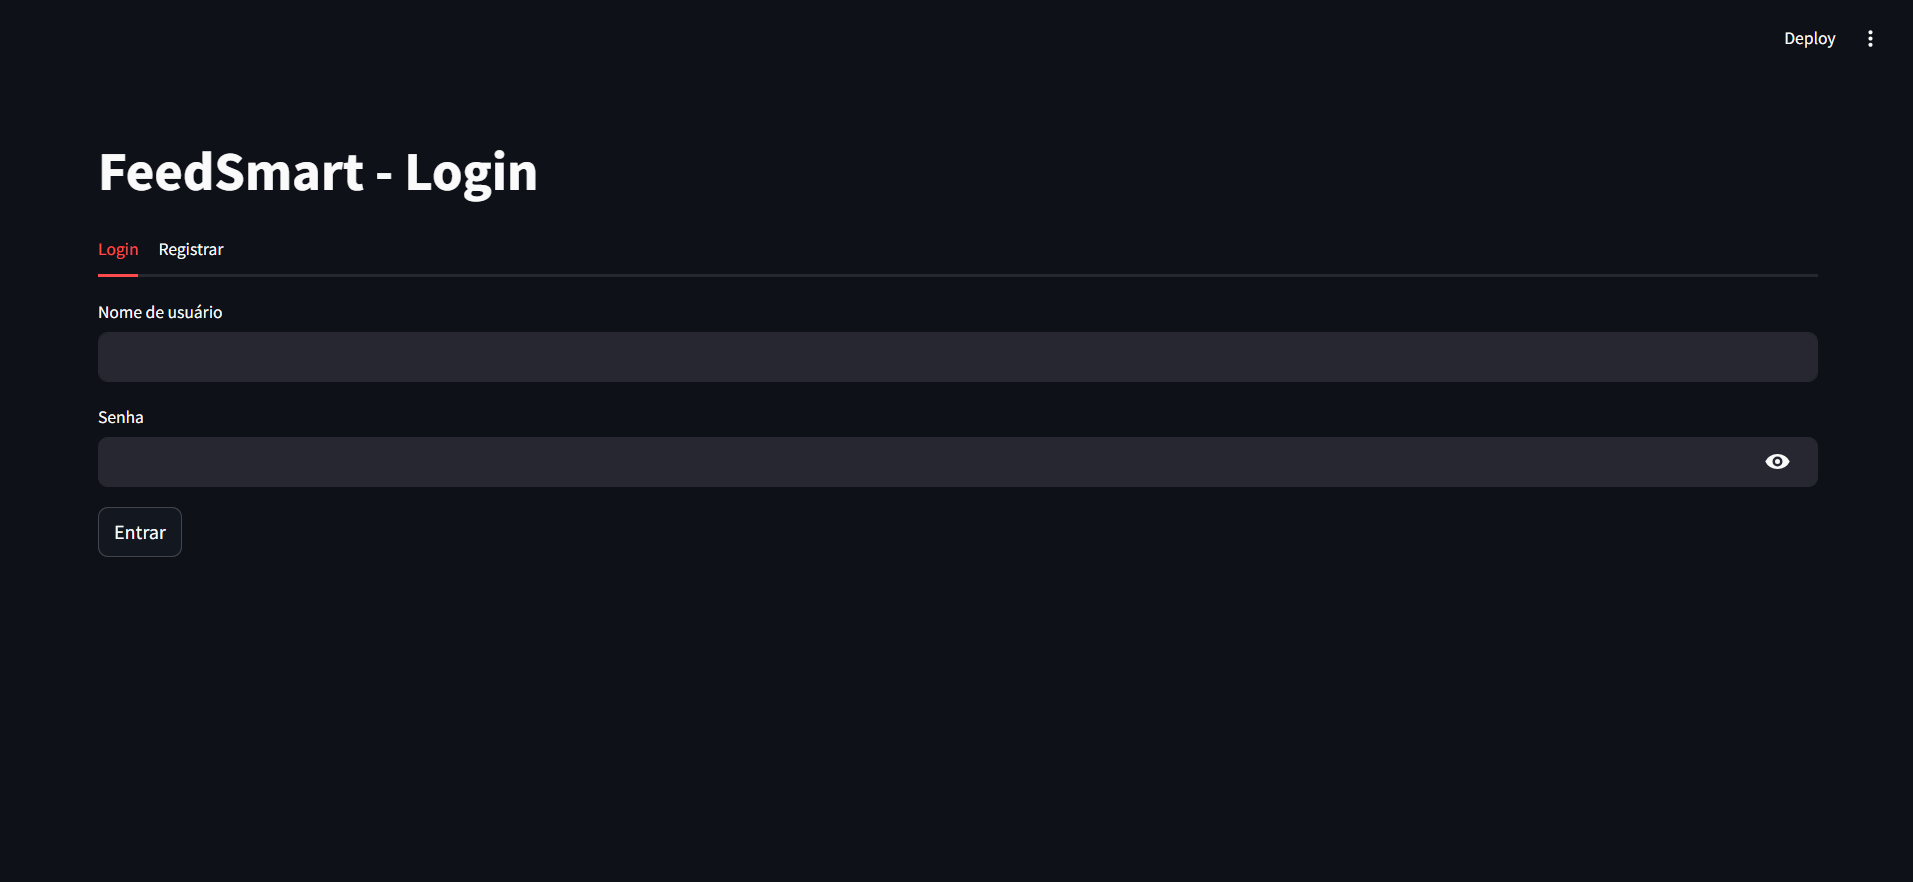 Deploy
FeedSmart - Login
Login Registrar
Nome de usuário
Senha
Entrar